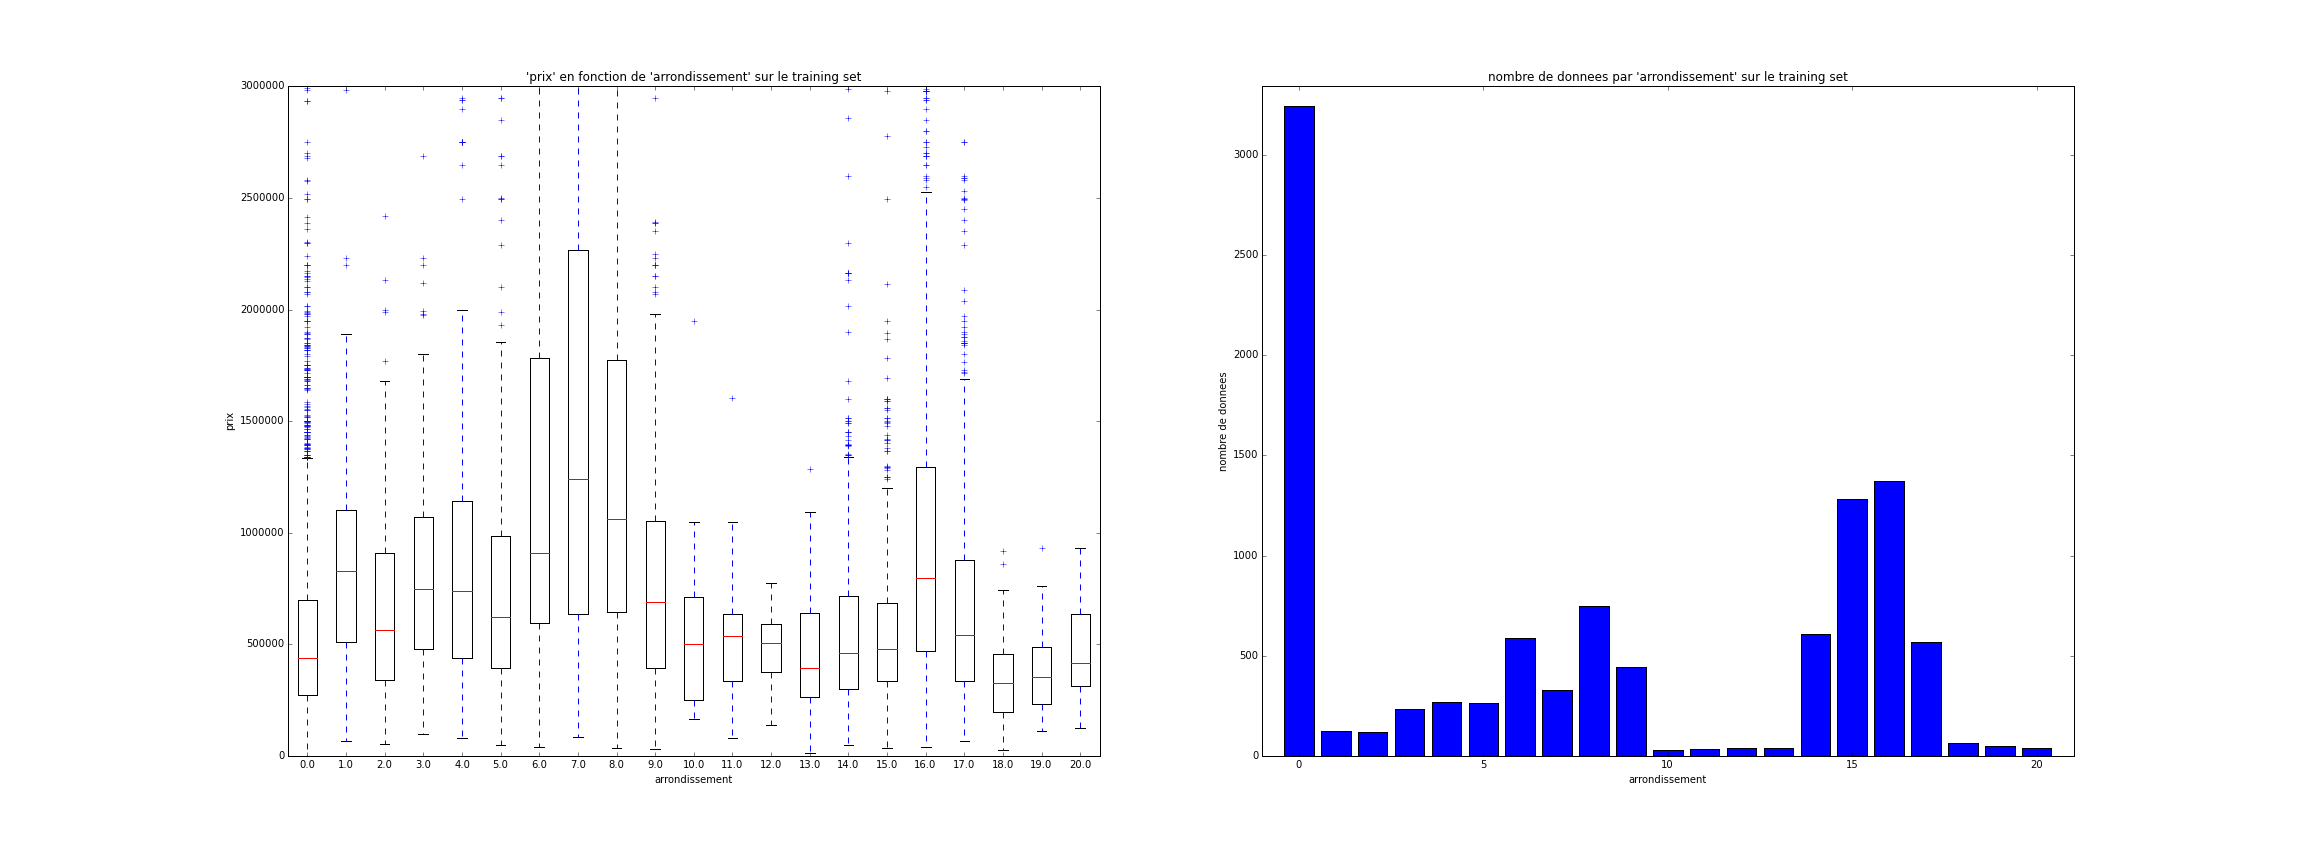 'prix' en fonction de 'arrondissement' sur le training set
3000000
2500000
2000000
1500000
1000000
500000
0
prix
0.0 1.0 2.0 3.0 4.0 5.0 6.0 7.0 8.0 9.0 10.0 11.0 12.0 13.0 14.0 15.0 16.0 17.0 18.0 19.0 20.0
arrondissement
nombre de donnees par 'arrondissement' sur le training set
3000
2500
2000
1500
1000
500
0
nombre de donnees
0 5 10 15 20
arrondissement